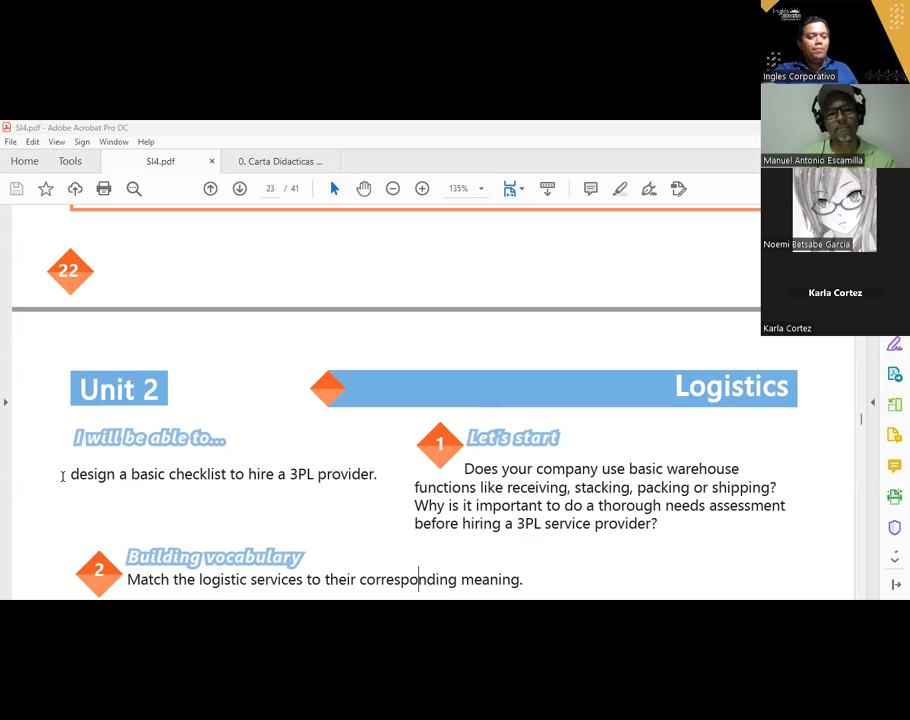 Ingles Corporativo
SI4.pdf - Adobe Acrobat Pro DC
File Edit View Sign Window Help
Home Tools SI4.pdf × 0. Carta Didacticas ...
23 / 41 135%
Manuel Antonio Escamilla
Noemi Betsabe Garcia
Karla Cortez
Karla Cortez
22
Unit 2 Logistics
I will be able to...
design a basic checklist to hire a 3PL provider.
1 Let's start
Does your company use basic warehouse
functions like receiving, stacking, packing or shipping?
Why is it important to do a thorough needs assessment
before hiring a 3PL service provider?
2 Building vocabulary
Match the logistic services to their corresponding meaning.